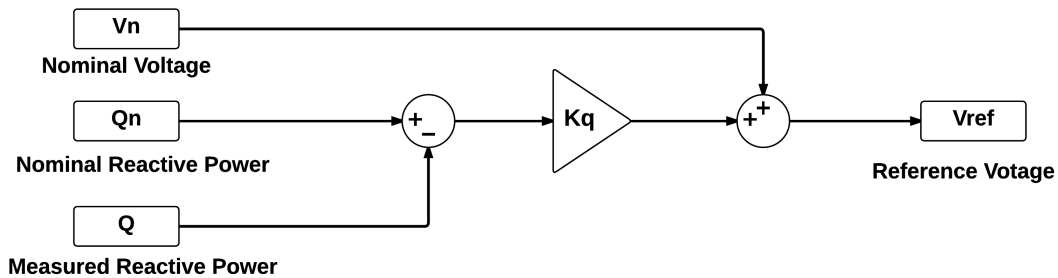 Vn
Nominal Voltage
Qn
+
−
Kq
+
+
Vref
Nominal Reactive Power
Reference Votage
Q
Measured Reactive Power